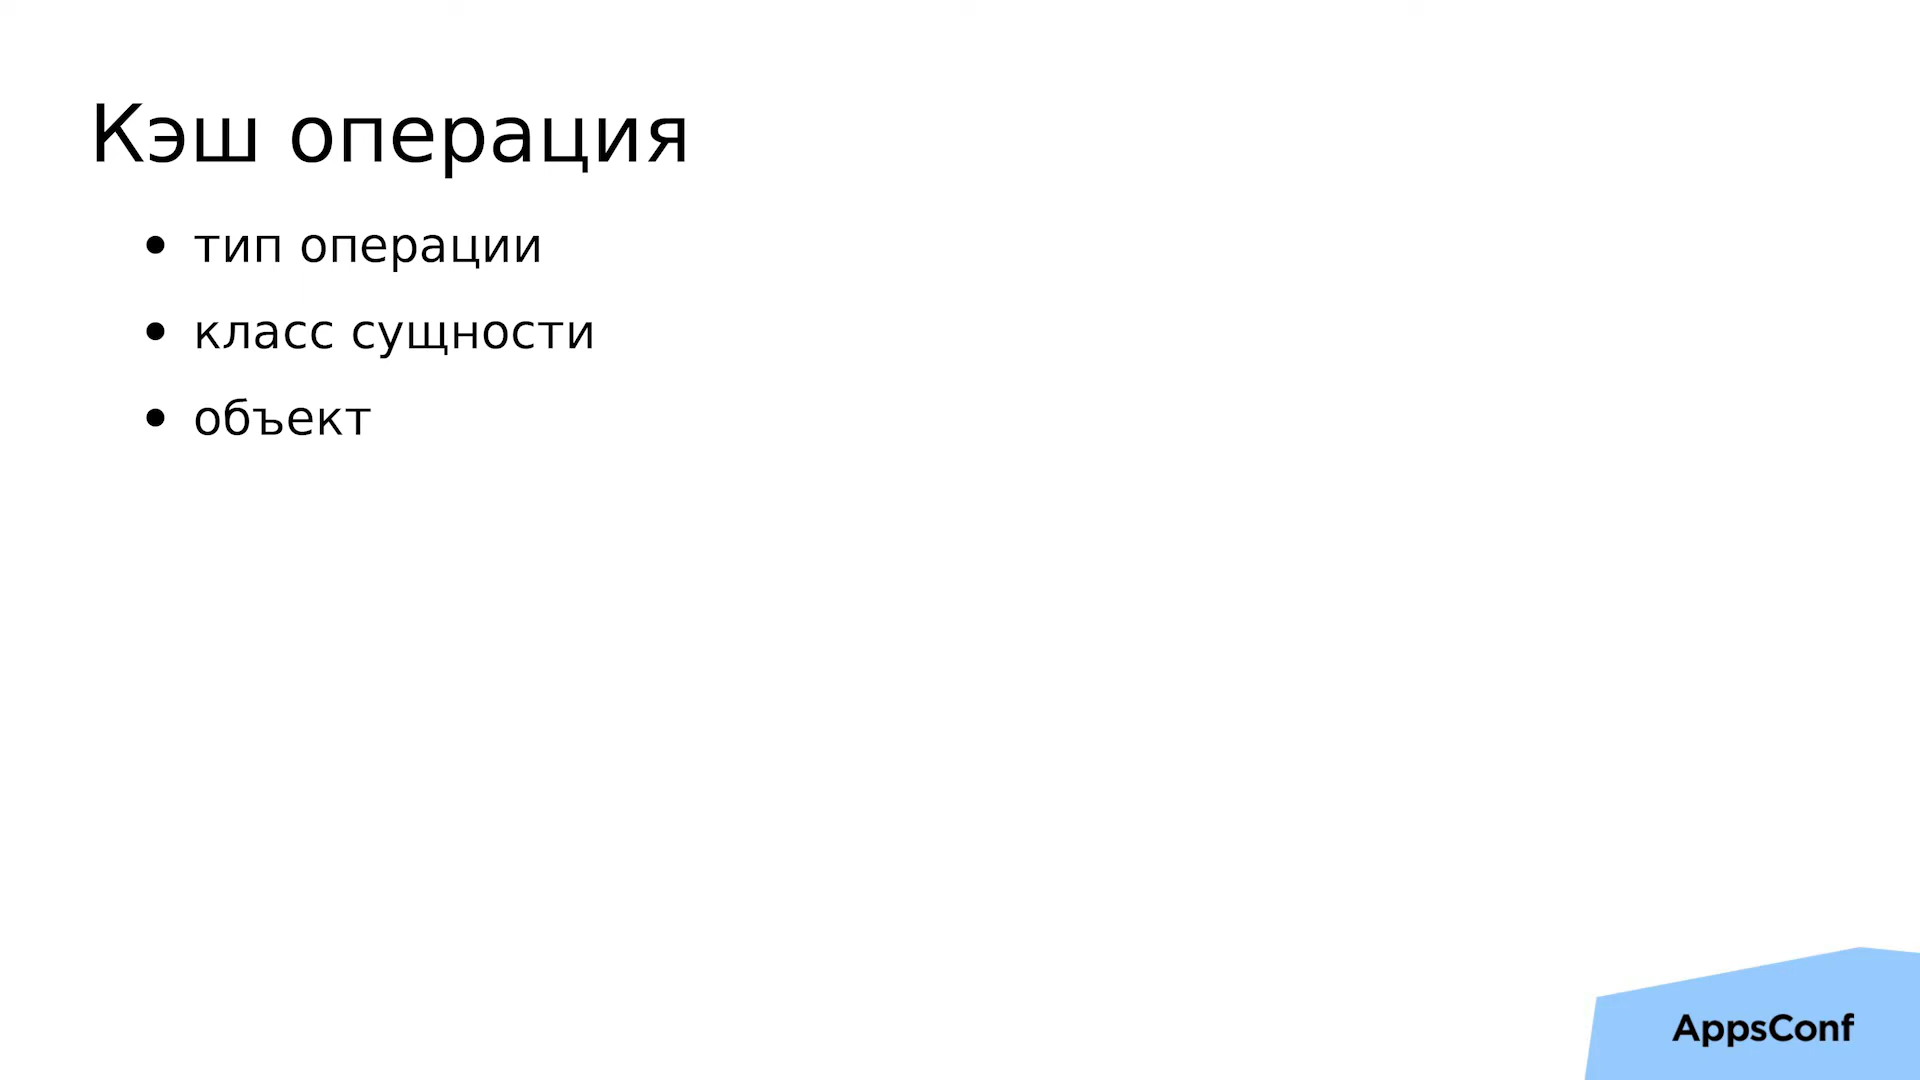 Кэш операция
• тип операции
• класс сущности
• объект
AppsConf